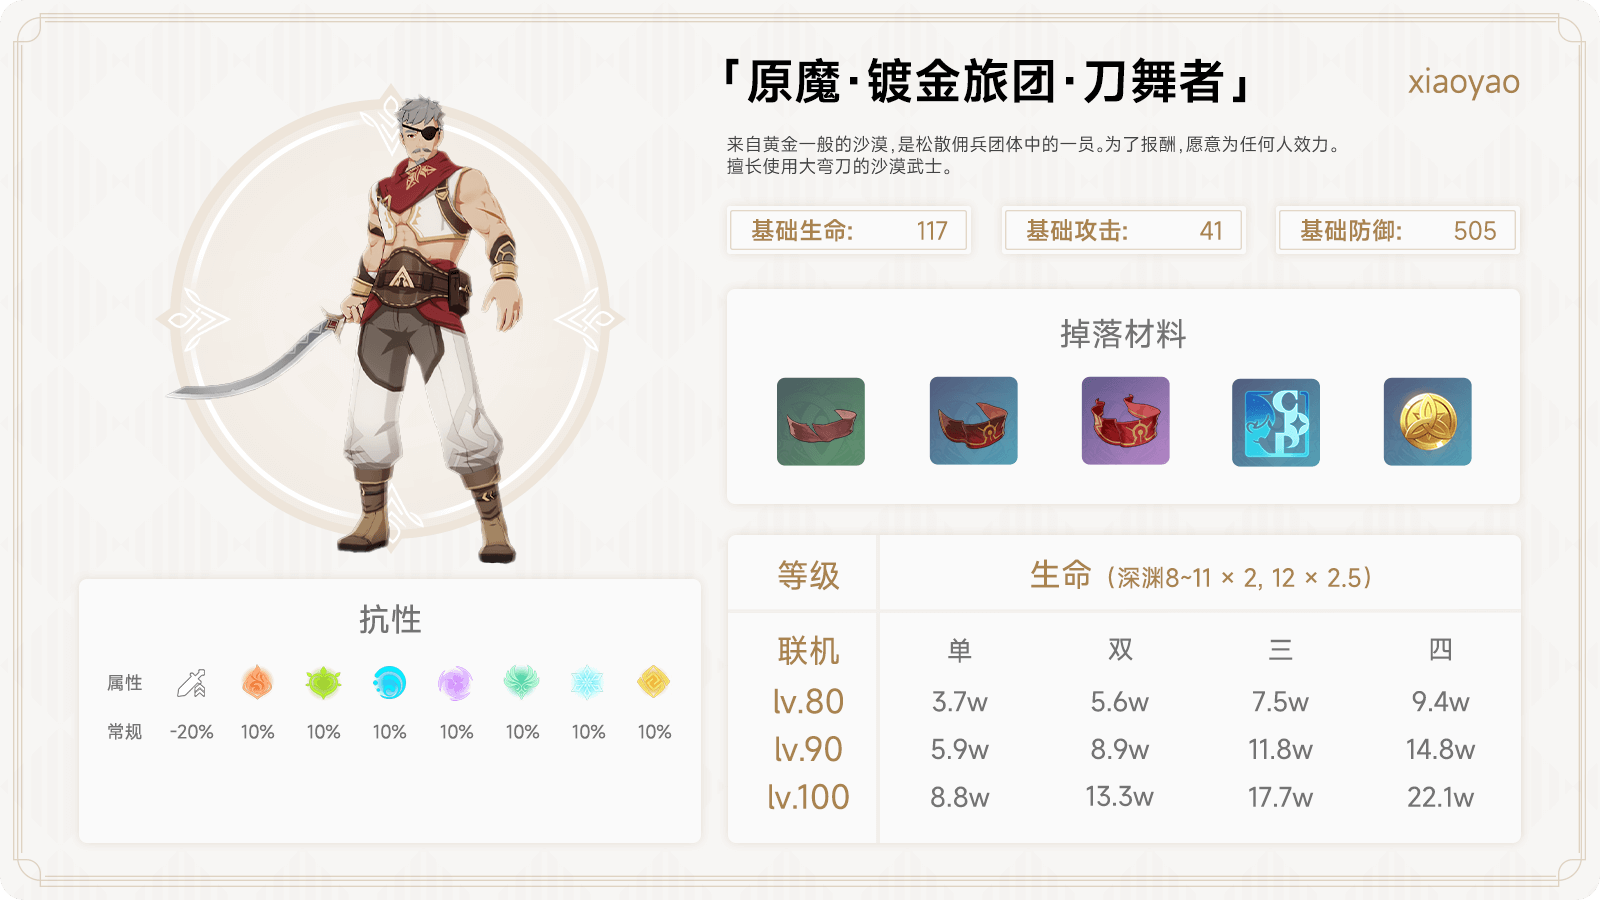 「原魔·镀金旅团·刀舞者」
xiaoyao
来自黄金一般的沙漠,是松散佣兵团体中的一员。为了报酬,愿意为任何人效力。
擅长使用大弯刀的沙漠武士。
基础生命: 117
基础攻击: 41
基础防御: 505
掉落材料
抗性
属性
常规 -20% 10% 10% 10% 10% 10% 10% 10%
等级 生命（深渊8~11 × 2, 12 × 2.5）
联机 单 双 三 四
lv.80 3.7w 5.6w 7.5w 9.4w
lv.90 5.9w 8.9w 11.8w 14.8w
lv.100 8.8w 13.3w 17.7w 22.1w